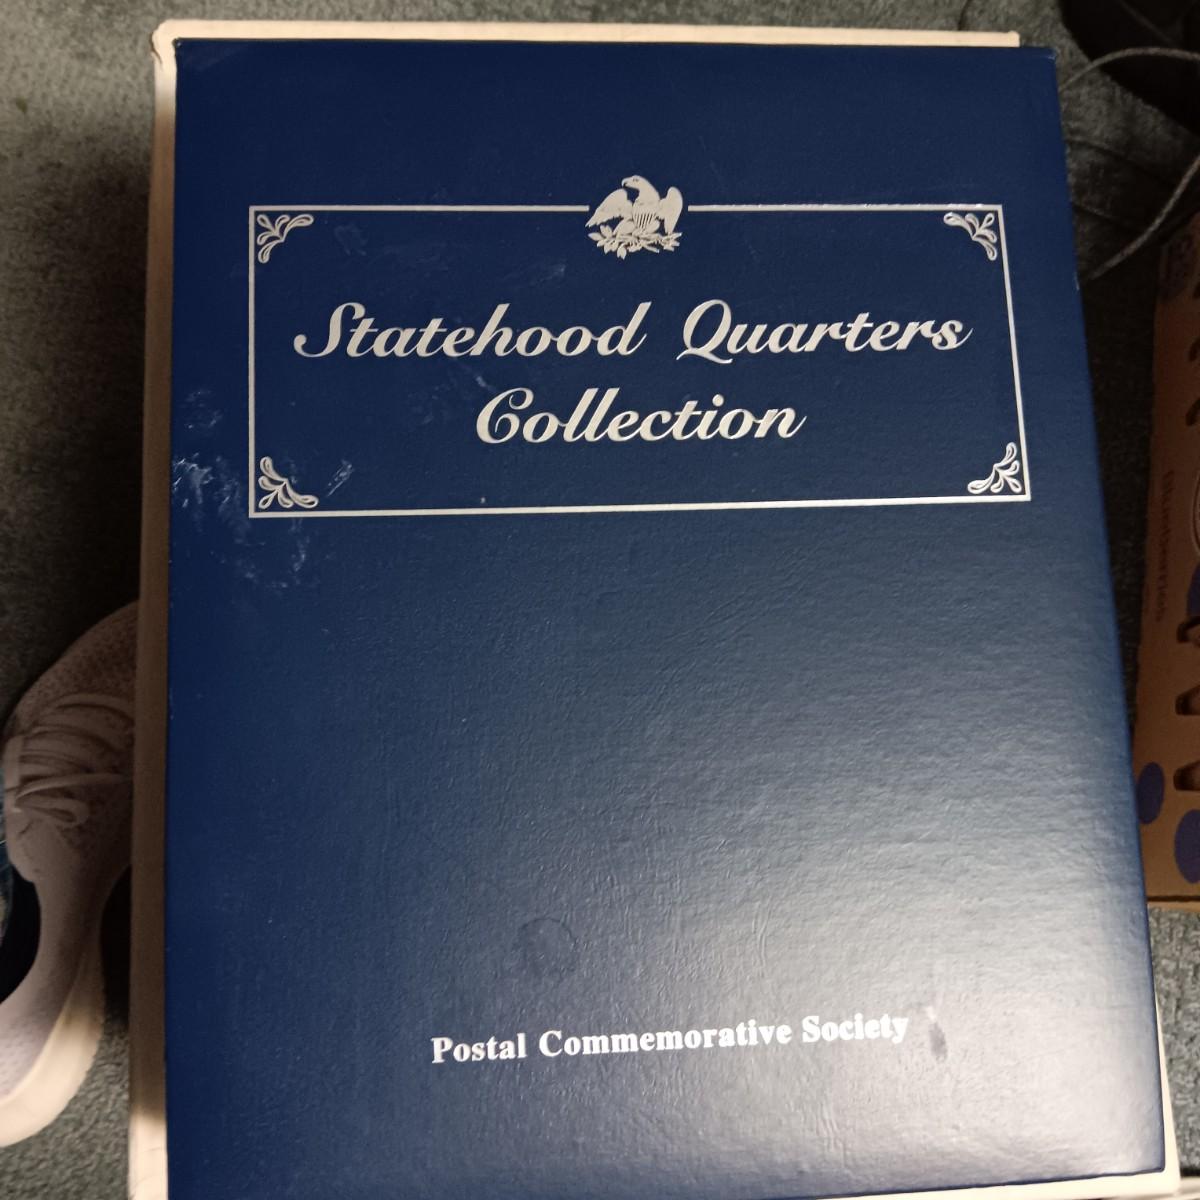 Statehood Quarters
Collection
Postal Commemorative Society